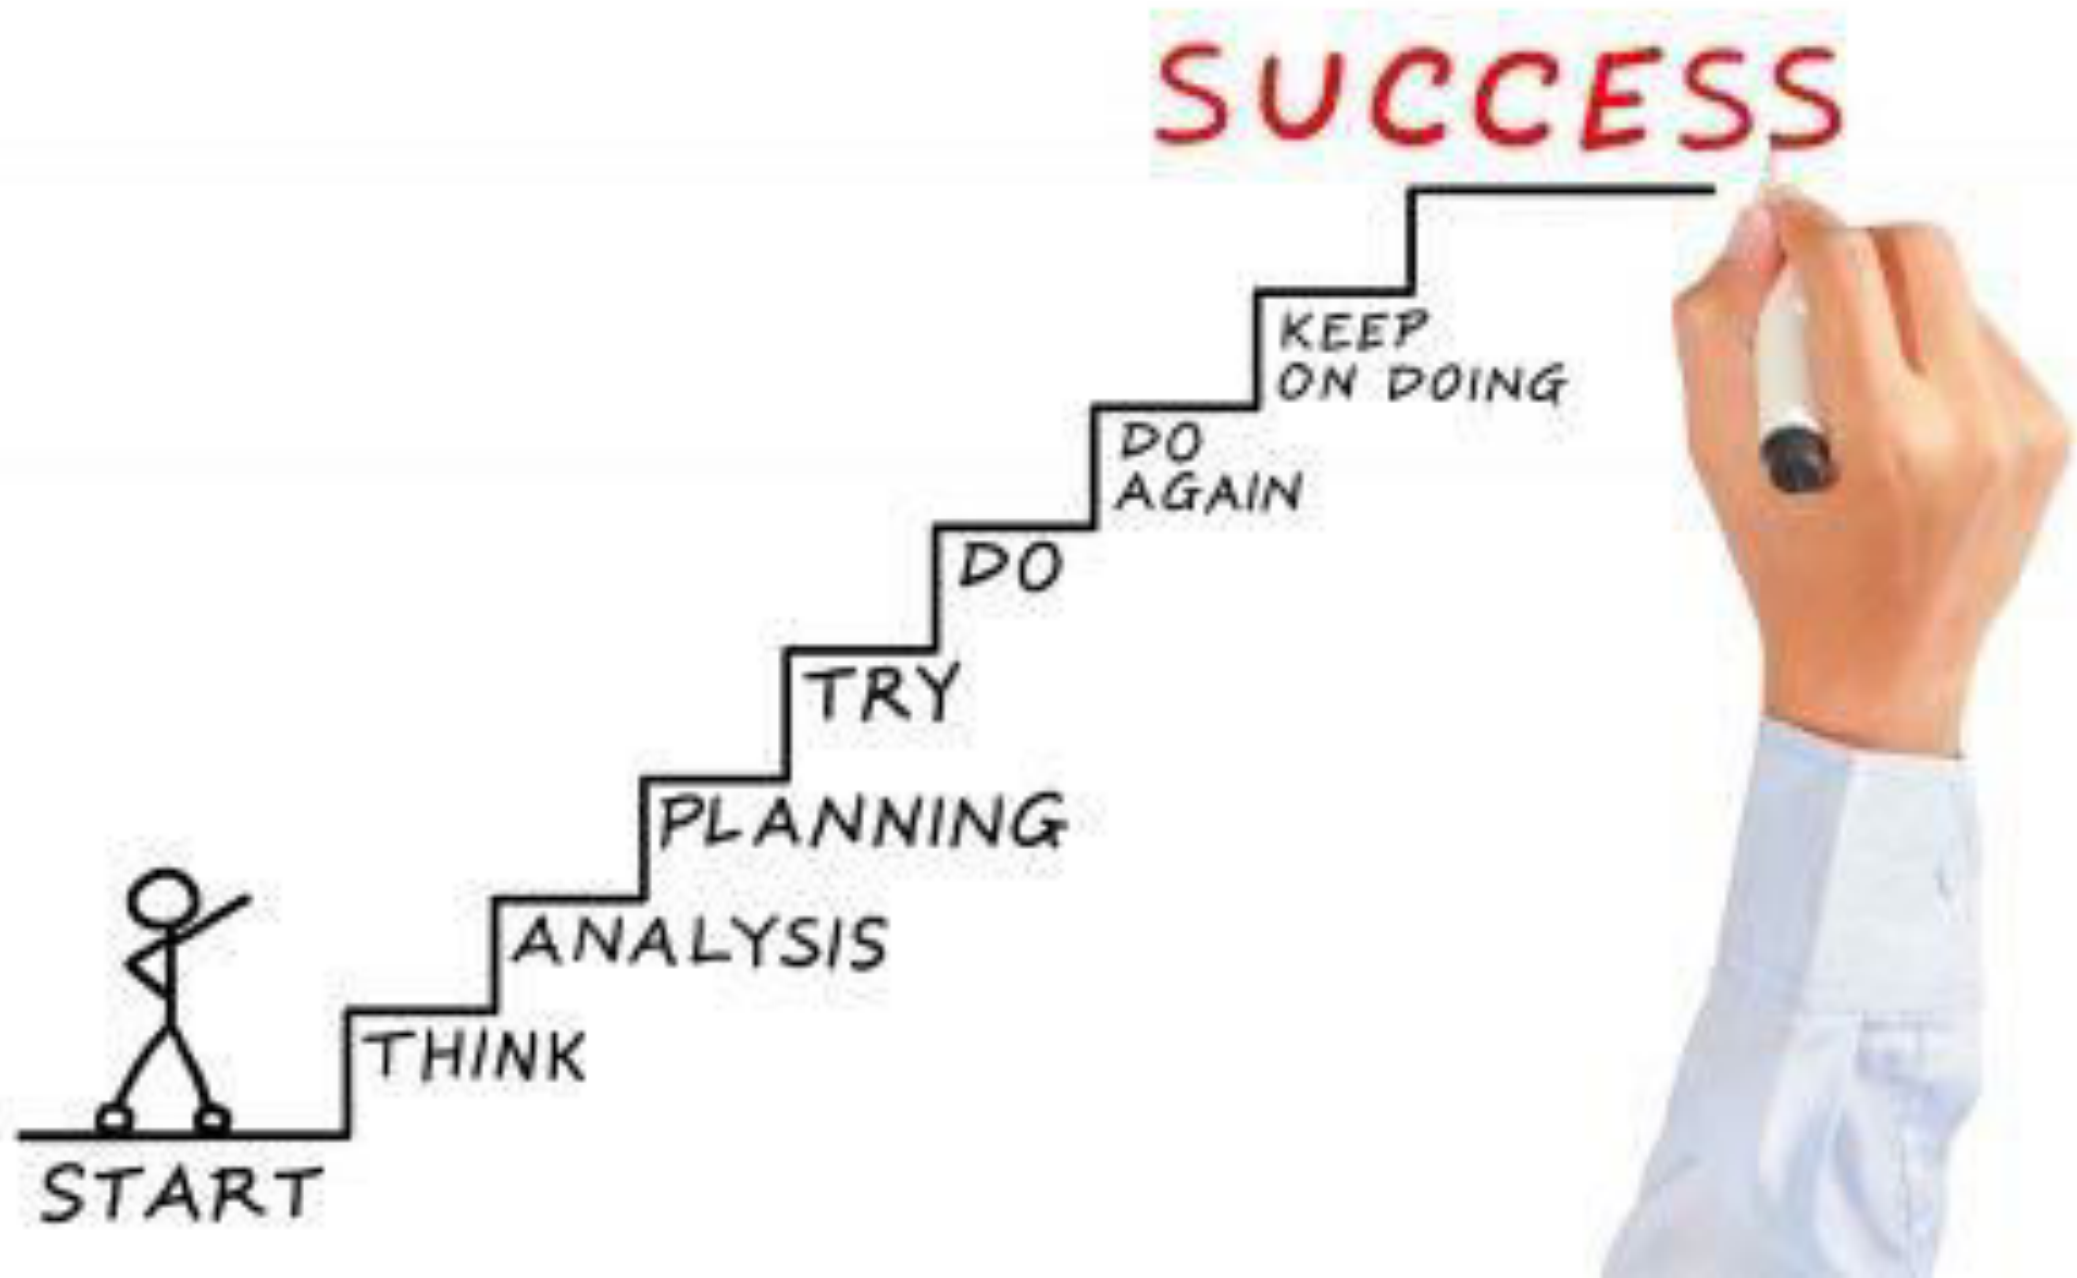 SUCCESS
KEEP
ON DOING
DO
AGAIN
DO
TRY
PLANNING
ANALYSIS
THINK
START